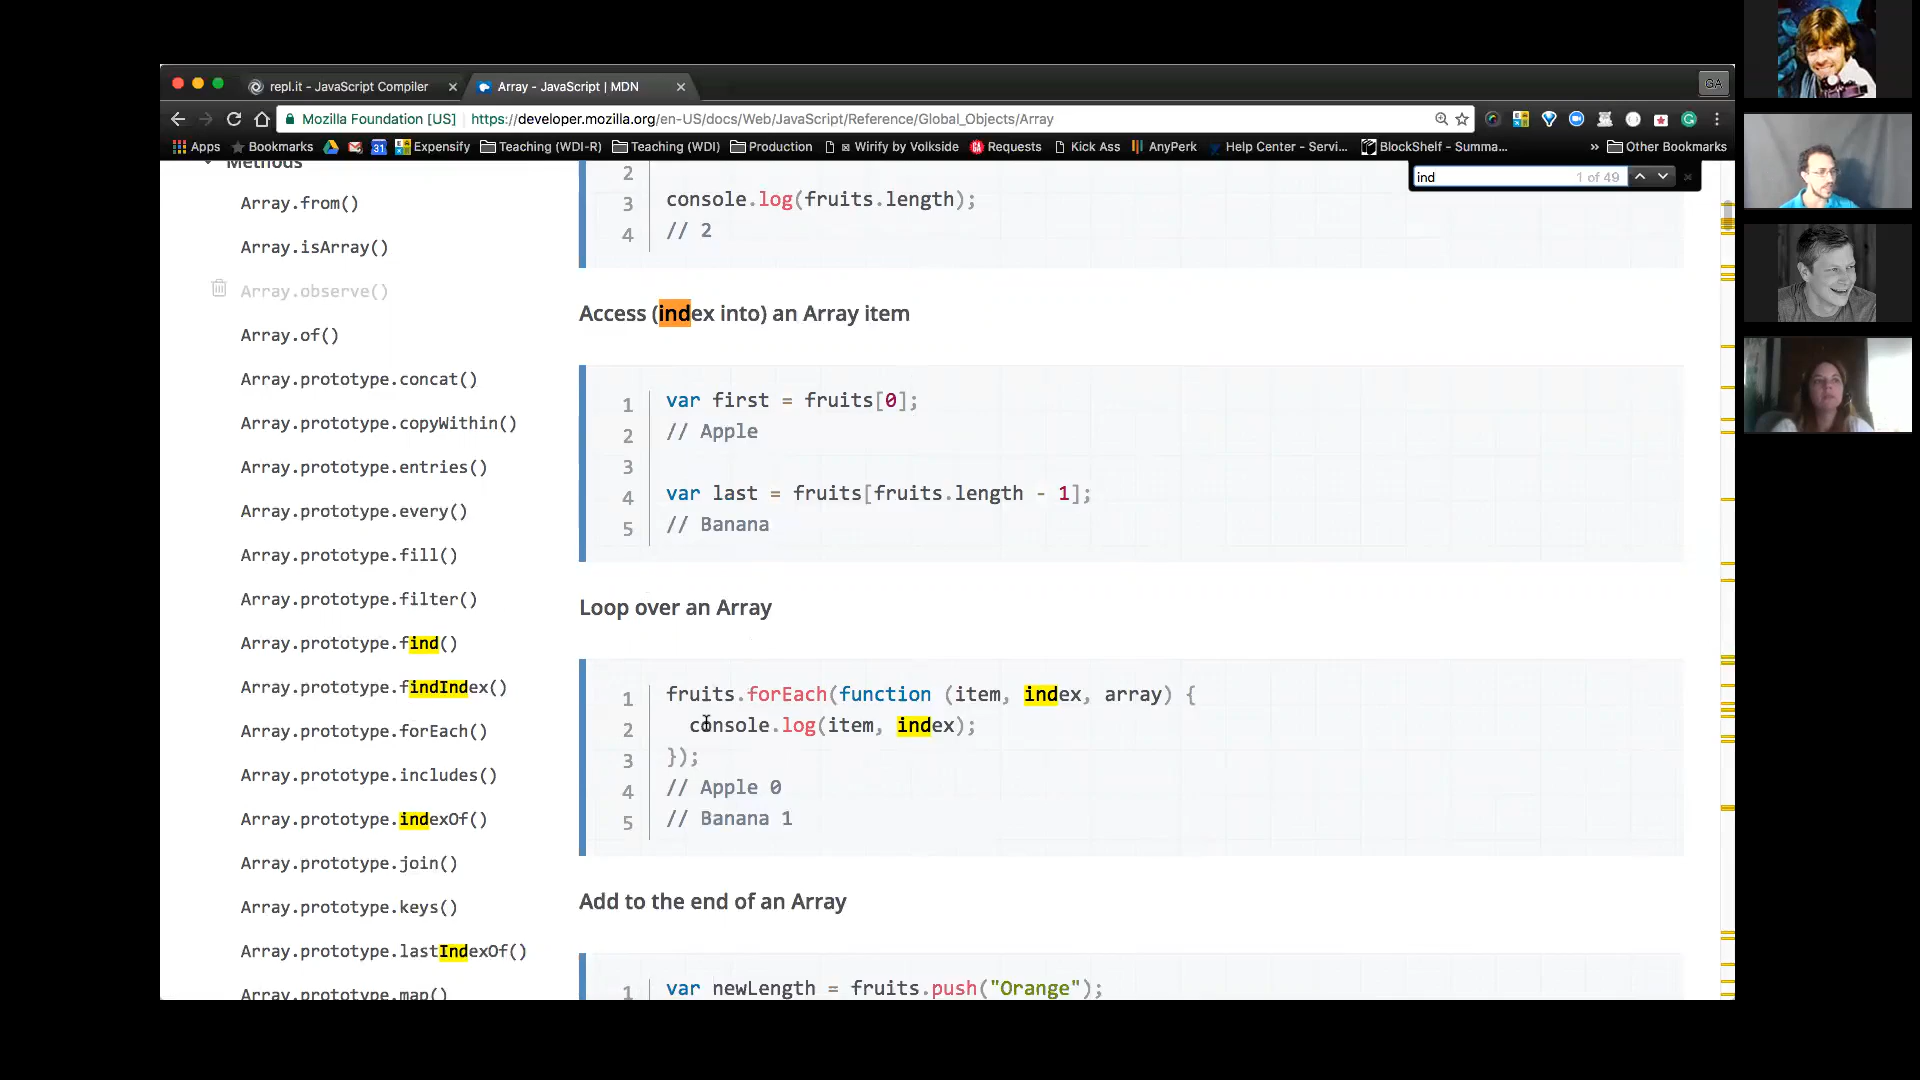 repl.it - JavaScript Compiler
Array - JavaScript | MDN
GA
Mozilla Foundation [US]
https://developer.mozilla.org/en-US/docs/Web/JavaScript/Reference/Global_Objects/Array
Apps
Bookmarks
31
Expensify
Teaching (WDI-R)
Teaching (WDI)
Production
Wirify by Volkside
Requests
Kick Ass
AnyPerk
Help Center - Servi...
BlockShelf - Summa...
»
Other Bookmarks
ind
1 of 49
Methods
Array.from()
Array.isArray()
Array.observe()
Array.of()
Array.prototype.concat()
Array.prototype.copyWithin()
Array.prototype.entries()
Array.prototype.every()
Array.prototype.fill()
Array.prototype.filter()
Array.prototype.find()
Array.prototype.findIndex()
Array.prototype.forEach()
Array.prototype.includes()
Array.prototype.indexOf()
Array.prototype.join()
Array.prototype.keys()
Array.prototype.lastIndexOf()
Array.prototype.map()
2
3 console.log(fruits.length);
4 // 2
Access (index into) an Array item
1 var first = fruits[0];
2 // Apple
3
4 var last = fruits[fruits.length - 1];
5 // Banana
Loop over an Array
1 fruits.forEach(function (item, index, array) {
2 console.log(item, index);
3 });
4 // Apple 0
5 // Banana 1
Add to the end of an Array
1 var newLength = fruits.push("Orange");